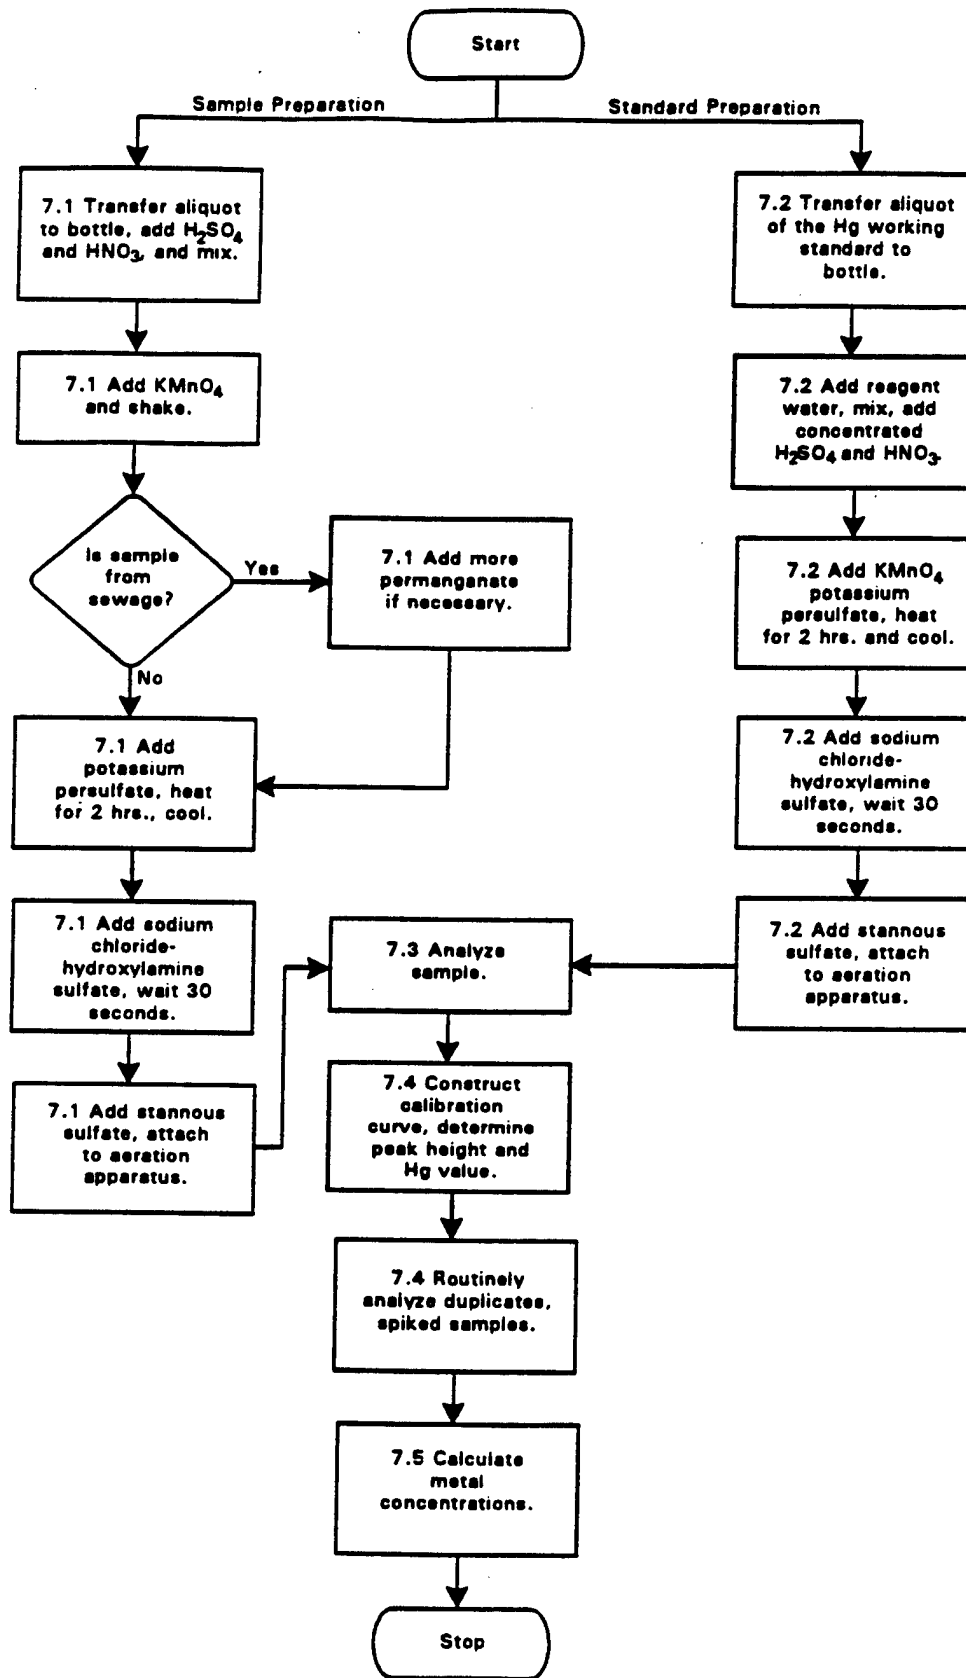 Start
Sample Preparation
Standard Preparation
7.1 Transfer aliquot
to bottle, add H2SO4
and HNO3, and mix.
7.2 Transfer aliquot
of the Hg working
standard to
bottle.
7.1 Add KMnO4
and shake.
7.2 Add reagent
water, mix, add
concentrated
H2SO4 and HNO3.
Is sample
from
sewage?
Yes
No
7.1 Add more
permanganate
if necessary.
7.2 Add KMnO4
potassium
persulfate, heat
for 2 hrs. and cool.
7.1 Add
potassium
persulfate, heat
for 2 hrs., cool.
7.2 Add sodium
chloride-
hydroxylamine
sulfate, wait 30
seconds.
7.1 Add sodium
chloride-
hydroxylamine
sulfate, wait 30
seconds.
7.3 Analyze
sample.
7.2 Add stannous
sulfate, attach
to aeration
apparatus.
7.1 Add stannous
sulfate, attach
to aeration
apparatus.
7.4 Construct
calibration
curve, determine
peak height and
Hg value.
7.4 Routinely
analyze duplicates,
spiked samples.
7.5 Calculate
metal
concentrations.
Stop